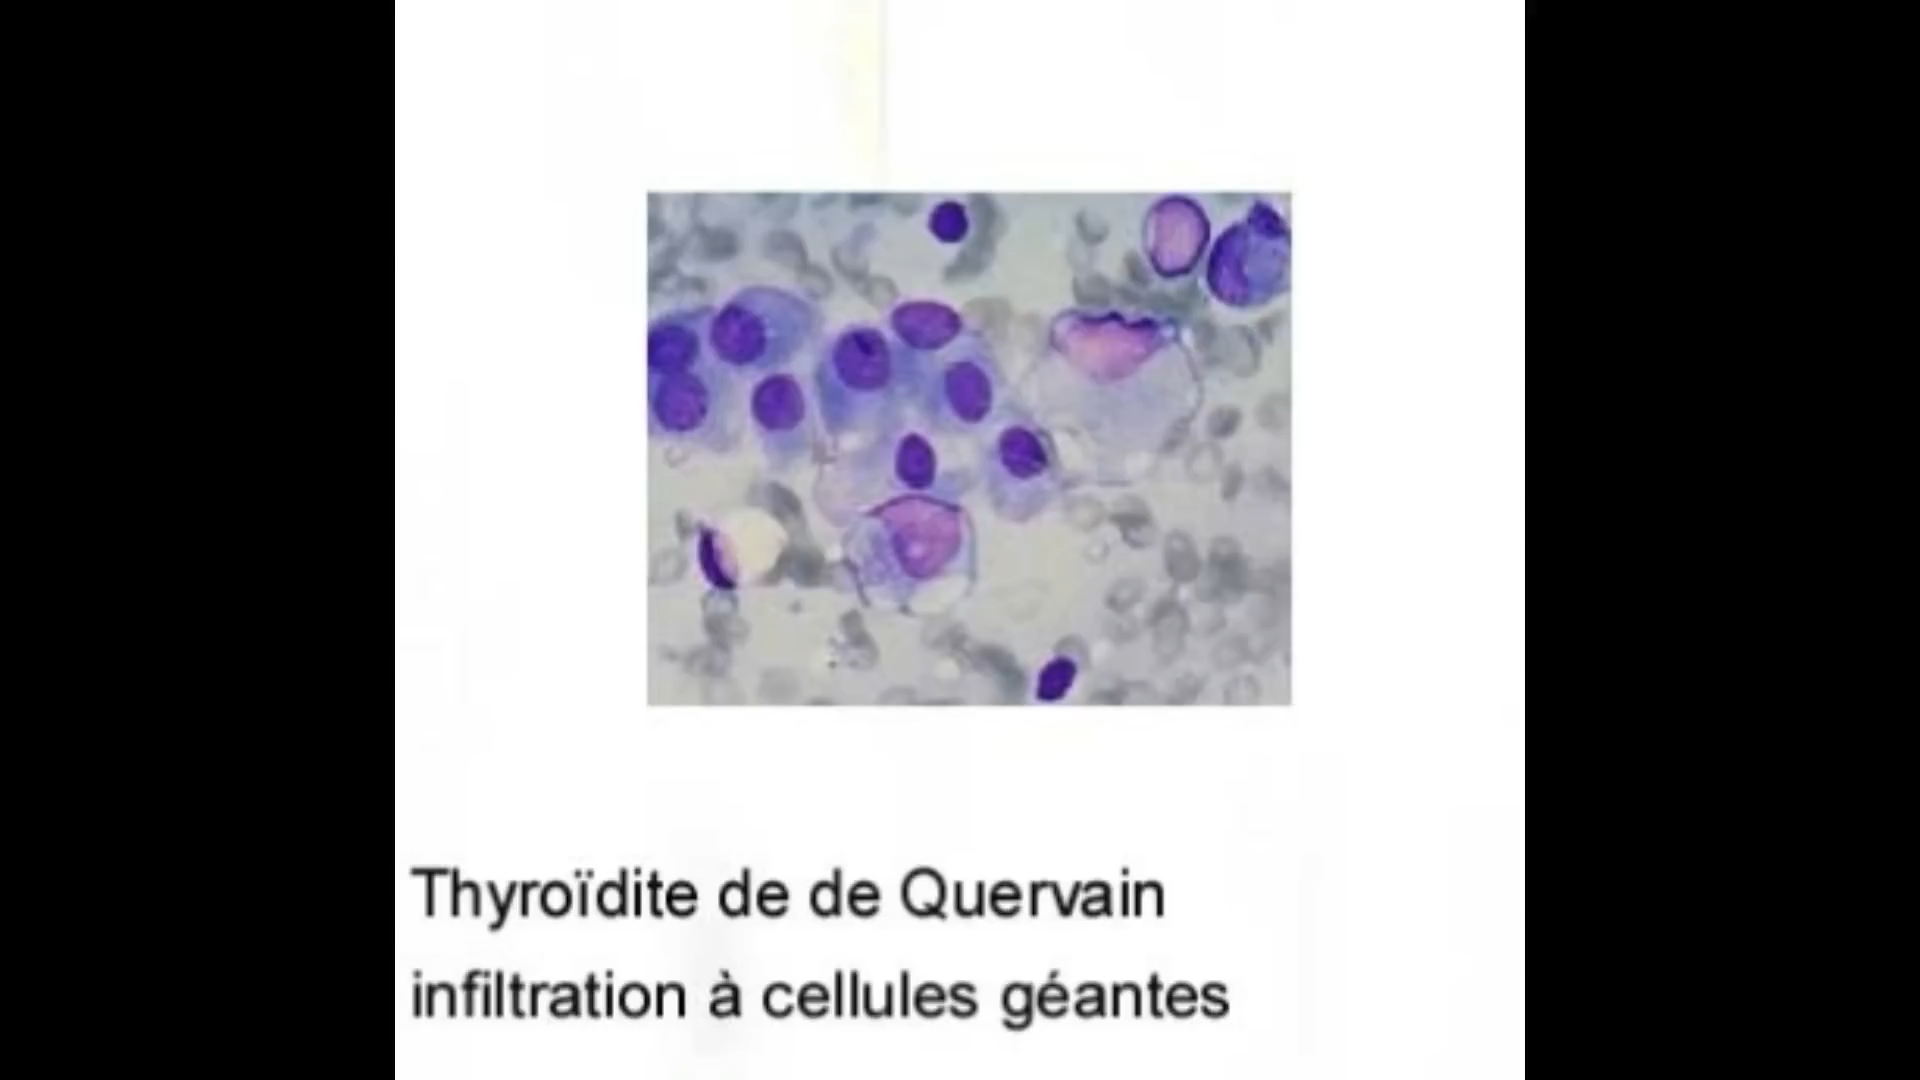 Thyroïdite de de Quervain
infiltration à cellules géantes